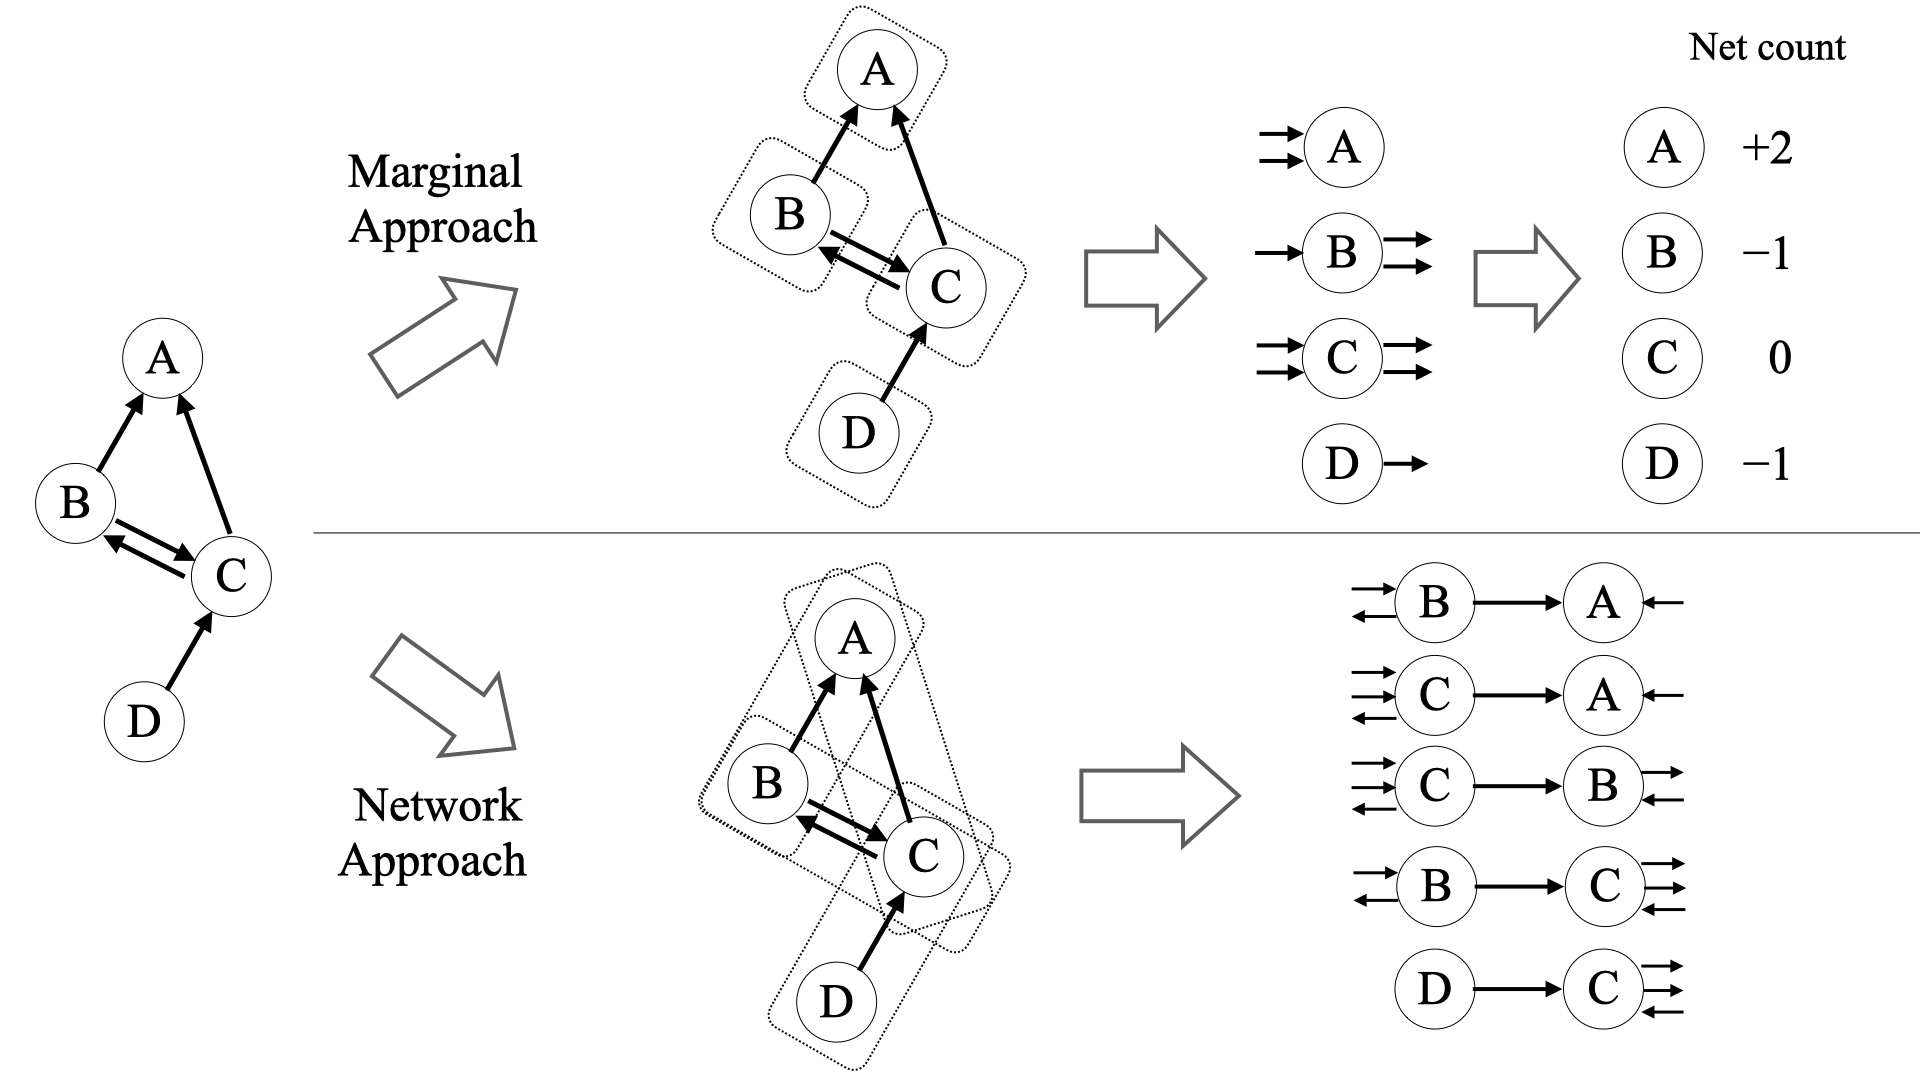 A
B
C
D
Marginal
Approach
A
B
C
D
A
B
C
D
Net count
A +2
B −1
C 0
D −1
Network
Approach
A
B
C
D
B A
C A
C B
B C
D C